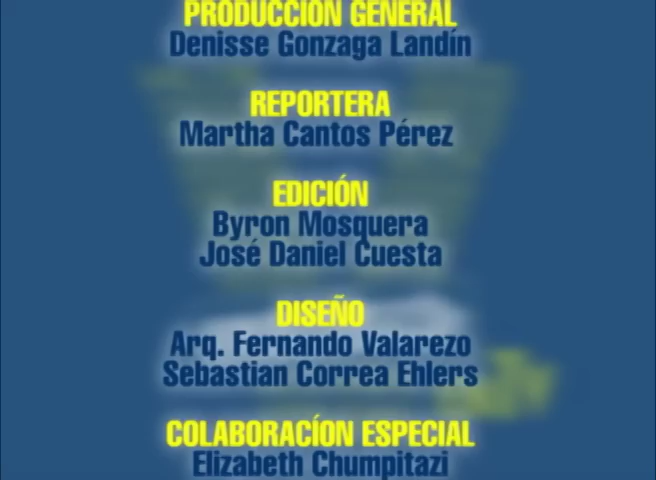 PRODUCCIÓN GENERAL
Denisse Gonzaga Landín
REPORTERA
Martha Cantos Pérez
EDICIÓN
Byron Mosquera
José Daniel Cuesta
DISEÑO
Arq. Fernando Valarezo
Sebastian Correa Ehlers
COLABORACÍON ESPECIAL
Elizabeth Chumpitazi